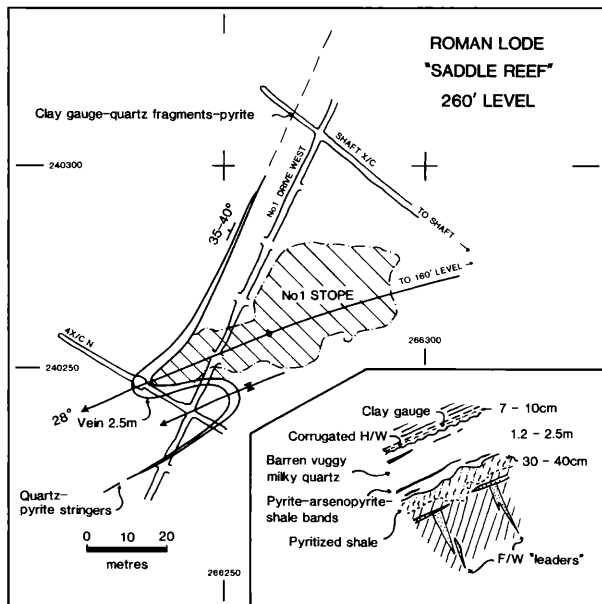 ROMAN LODE
"SADDLE REEF"
260' LEVEL
Clay gauge-quartz fragments-pyrite
SHAFT X/C
240300
No1 DRIVE WEST
TO SHAFT
35-40°
TO 160' LEVEL
No1 STOPE
4X/C N
266300
240250
28°
Vein 2.5m
Clay gauge
7 - 10cm
Corrugated H/W
1.2 - 2.5m
Barren vuggy
milky quartz
30 - 40cm
Quartz-
pyrite stringers
Pyrite-arsenopyrite-
shale bands
Pyritized shale
0 10 20
metres
F/W "leaders"
266250